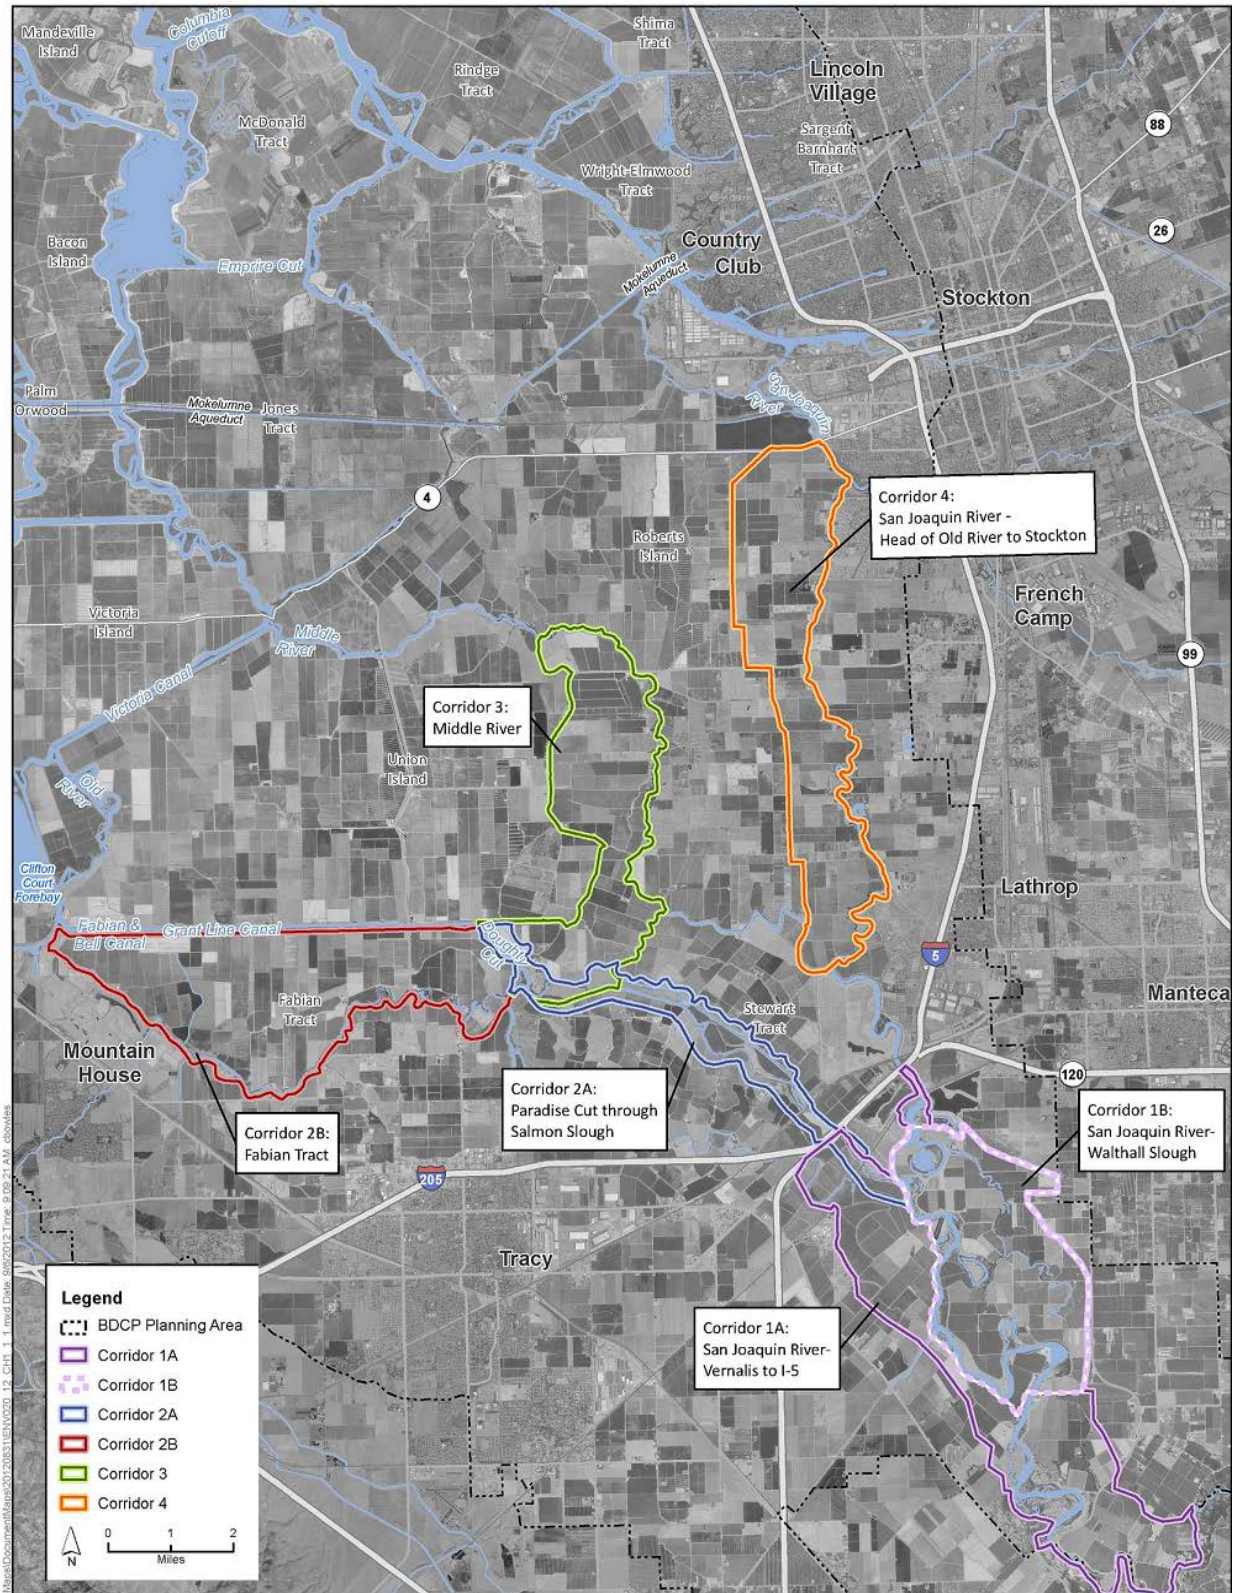 Mandeville
Island
Columbia
Cutoff
Shima
Tract
Rindge
Tract
Lincoln
Village
McDonald
Tract
Sargent
Barnhart
Tract
88
Wright-Elmwood
Tract
Bacon
Island
Country
Club
26
Emprire Cut
Mokelumne
Aqueduct
Stockton
Palm
Orwood
Mokelumne
Aqueduct
Jones
Tract
San Joaquin
River
4
Corridor 4:
San Joaquin River -
Head of Old River to Stockton
Roberts
Island
Victoria
Island
French
Camp
Middle
River
99
Victoria Canal
Corridor 3:
Middle River
Union
Island
Old
River
Clifton
Court
Forebay
Lathrop
Fabian &
Bell Canal
Grant Line Canal
Doughty
Cut
5
Manteca
Fabian
Tract
Stewart
Tract
Mountain
House
120
Corridor 2A:
Paradise Cut through
Salmon Slough
Corridor 1B:
San Joaquin River-
Walthall Slough
Corridor 2B:
Fabian Tract
205
Tracy
Corridor 1A:
San Joaquin River-
Vernalis to I-5
Legend
BDCP Planning Area
Corridor 1A
Corridor 1B
Corridor 2A
Corridor 2B
Corridor 3
Corridor 4
N
0 1 2
Miles